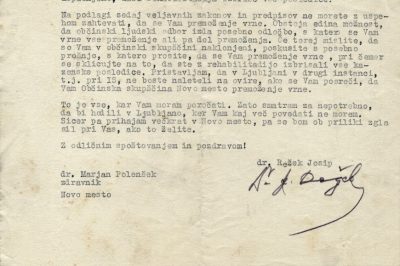 Na podlagi sedaj veljavnih zakonov in predpisov ne morete z uspe-
hom zahtevati, da se Vam premoženje vrne. Obstoja edina možnost,
da občinski ljudski odbor izda posebno odločbo, s katero se Vam
vrne vse premoženje ali pa del premoženja. Če torej mislite, da
so Vam v občinski skupščini naklonjeni, poskusite s posebno
prošnjo, s katero prosite, da se Vam premoženje vrne, pri čemer
se sklicujte na to, da ste z rehabilitacijo izbrisali vse ka-
zenske posledice. Pristavljam, da v Ljubljani v drugi instanci,
t.j. pri IS, ne boste naleteli na ovire, ako se Vam posreči, da
Vam Občinska skupščina Novo mesto premoženje vrne.
To je vse, kar Vam moram poročati. Zato smatram za nepotrebno,
da bi hodili v Ljubljano, ker Vam kaj več povedati ne morem.
Sicer pa prihajam večkrat v Novo mesto, pa se bom ob priliki zgla
sil pri Vas, ako to želite.
Z odličnim spoštovanjem in pozdravom!
dr. Režek Josip
dr. Marjan Polenšek
zdravnik
Novo mesto